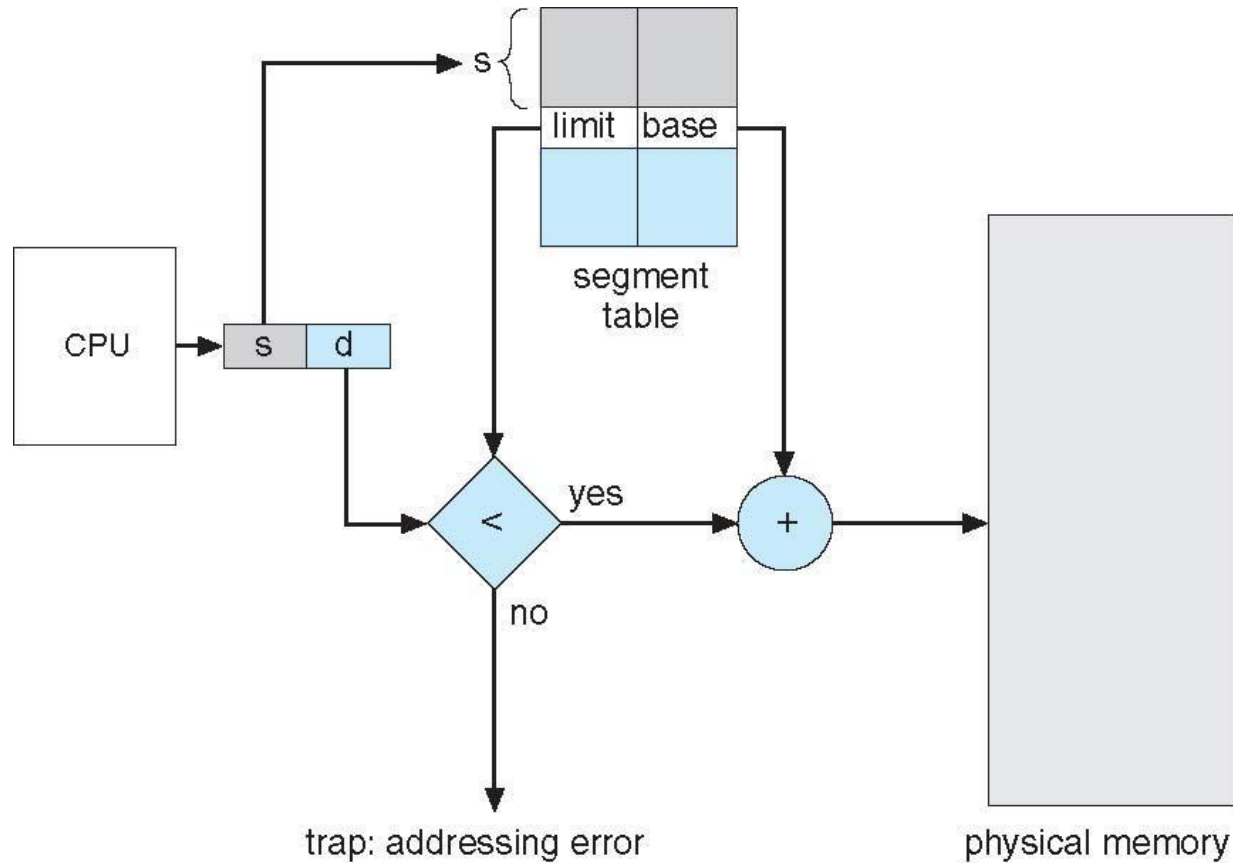 s
limit base
segment
table
CPU
s d
<
yes
+
no
trap: addressing error
physical memory